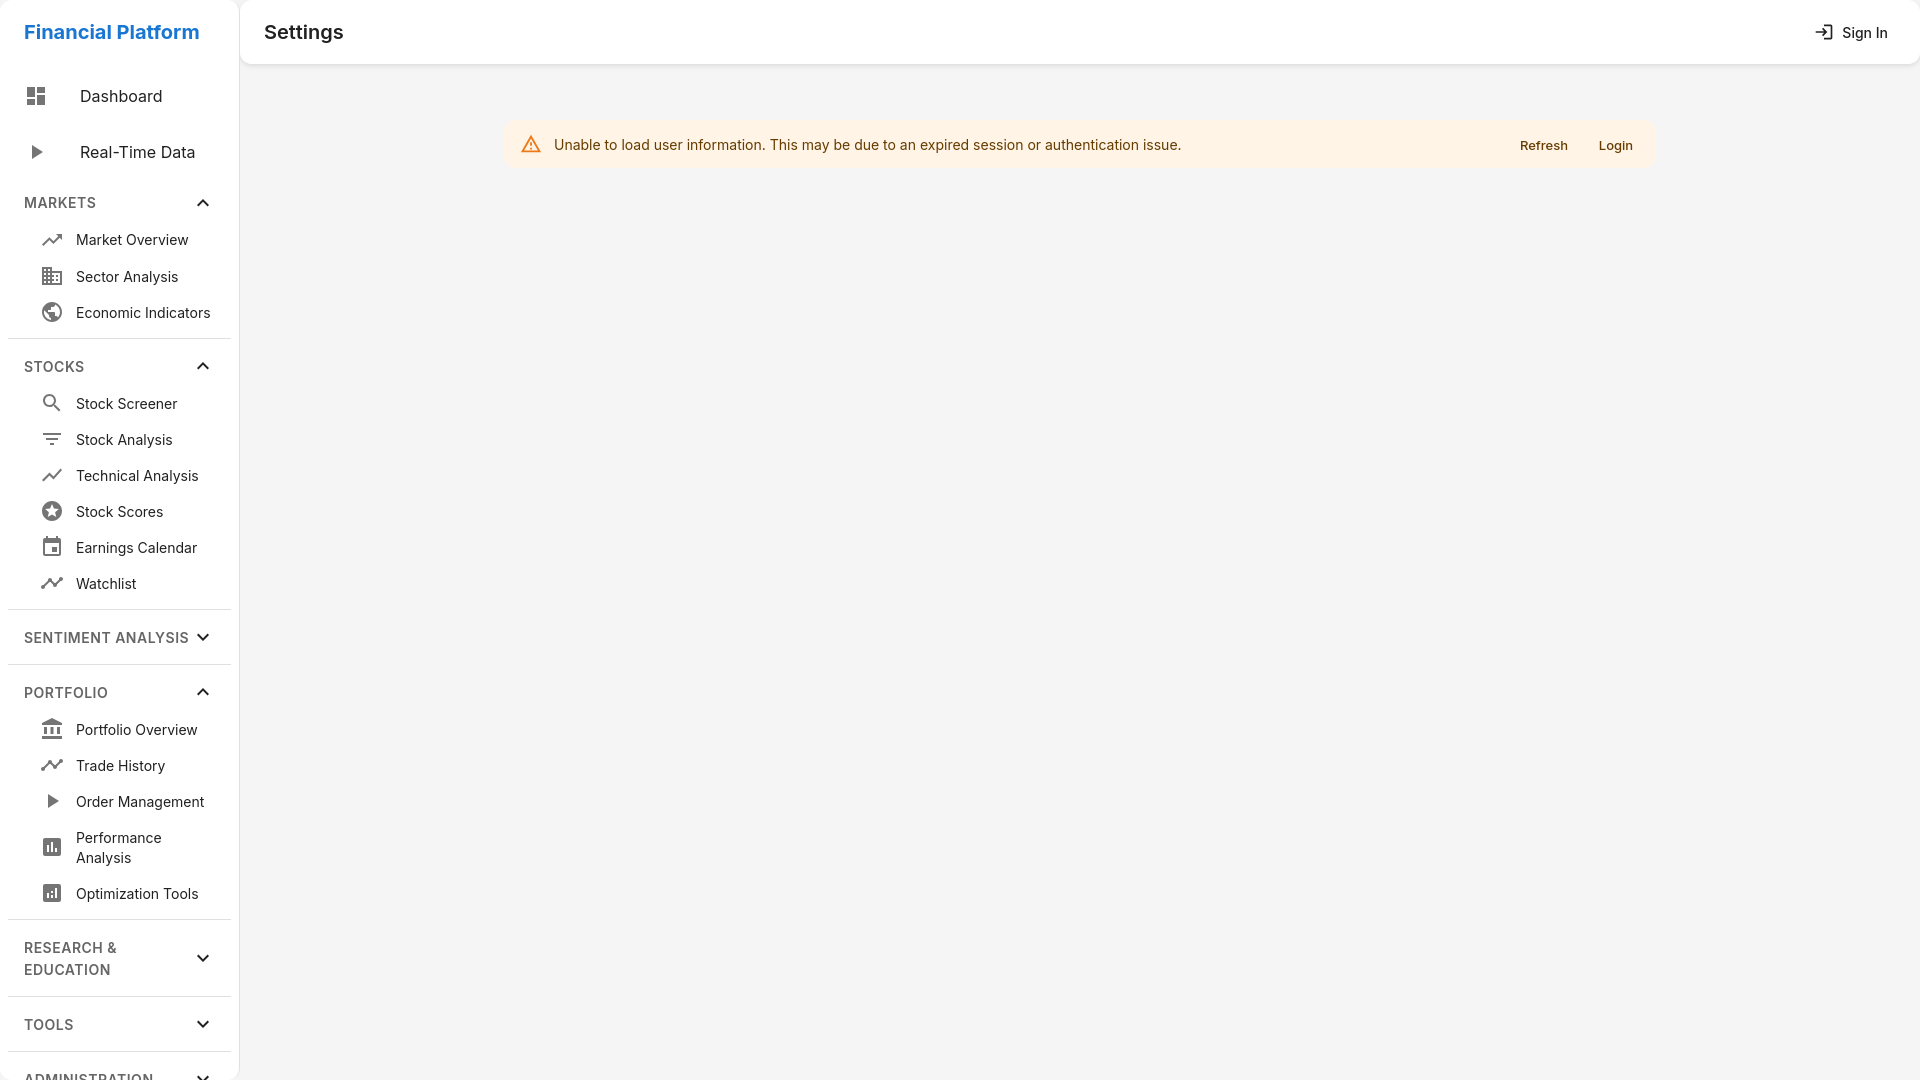 Financial Platform
Dashboard
Real-Time Data
MARKETS
Market Overview
Sector Analysis
Economic Indicators
STOCKS
Stock Screener
Stock Analysis
Technical Analysis
Stock Scores
Earnings Calendar
Watchlist
SENTIMENT ANALYSIS
PORTFOLIO
Portfolio Overview
Trade History
Order Management
Performance
Analysis
Optimization Tools
RESEARCH &
EDUCATION
TOOLS
ADMINISTRATION
Settings
Sign In
Unable to load user information. This may be due to an expired session or authentication issue.
Refresh
Login